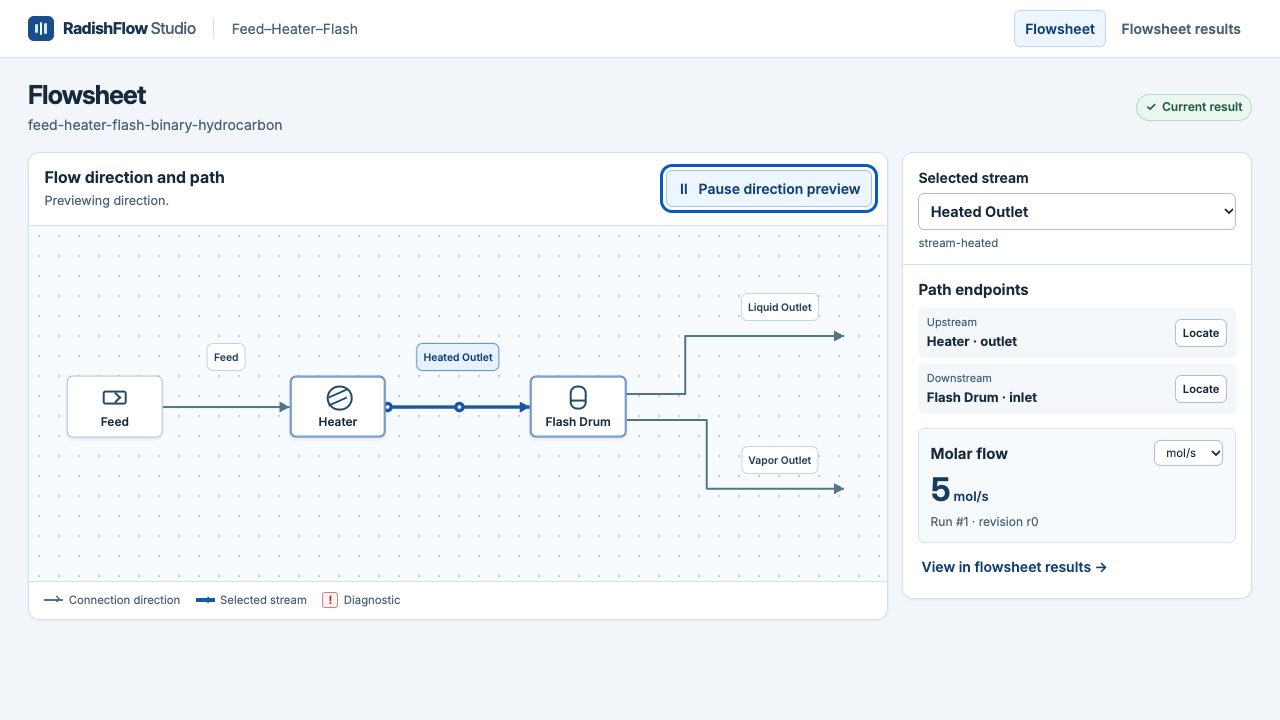 RadishFlow Studio
Feed–Heater–Flash
Flowsheet
Flowsheet results
Flowsheet
feed-heater-flash-binary-hydrocarbon
Current result
Flow direction and path
Previewing direction.
Pause direction preview
Liquid Outlet
Feed
Heated Outlet
Feed
Heater
Flash Drum
Vapor Outlet
Connection direction
Selected stream
! Diagnostic
Selected stream
Heated Outlet
stream-heated
Path endpoints
Upstream
Heater · outlet
Locate
Downstream
Flash Drum · inlet
Locate
Molar flow
mol/s
5 mol/s
Run #1 · revision r0
View in flowsheet results →